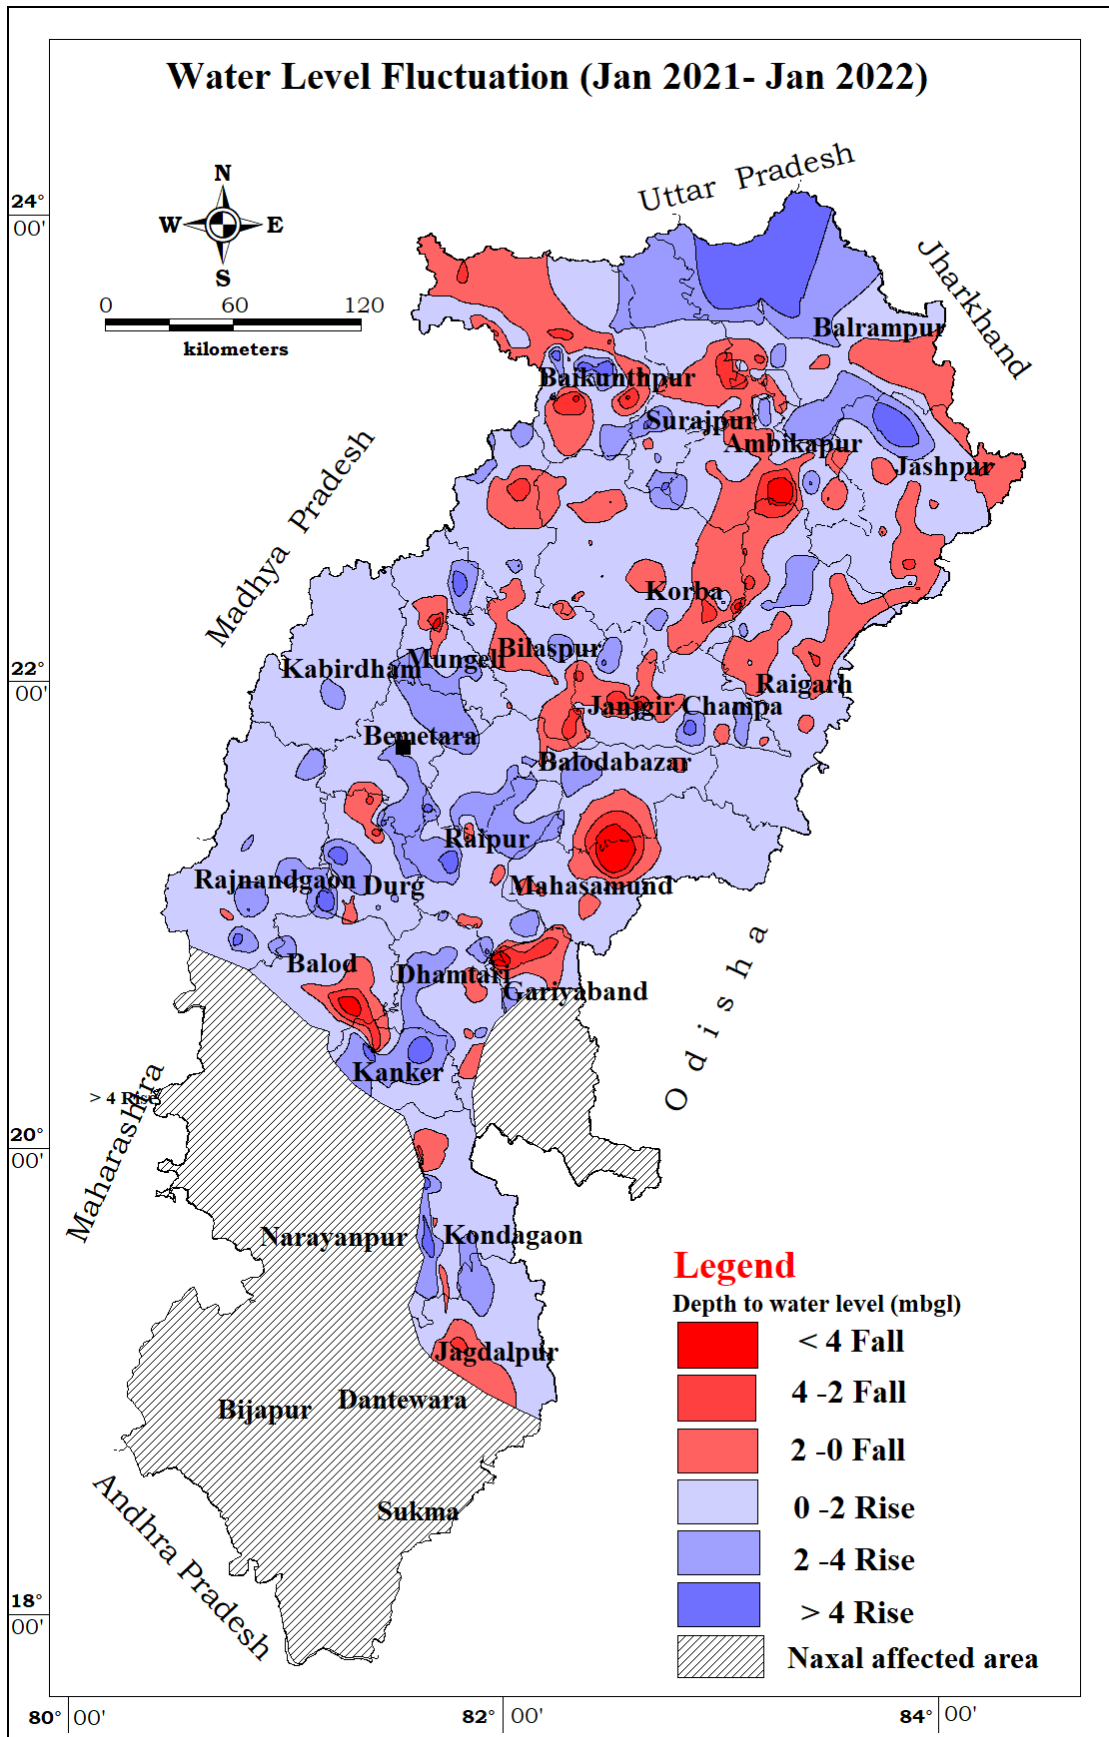 Water Level Fluctuation (Jan 2021- Jan 2022)
N
W E
S
0 60 120
kilometers
24°
00'
22°
00'
20°
00'
18°
00'
80° 00'
82° 00'
84° 00'
Uttar Pradesh
Jharkhand
Madhya Pradesh
Odisha
Maharashtra
Andhra Pradesh
Balrampur
Baikunthpur
Surajpur
Ambikapur
Jashpur
Korba
Bilaspur
Mungeli
Kabirdham
Raigarh
Janjgir Champa
Bemetara
Balodabazar
Raipur
Mahasamund
Rajnandgaon
Durg
Balod
Dhamtari
Gariyaband
Kanker
> 4 Rise
Narayanpur
Kondagaon
Jagdalpur
Dantewara
Bijapur
Sukma
Legend
Depth to water level (mbgl)
< 4 Fall
4 -2 Fall
2 -0 Fall
0 -2 Rise
2 -4 Rise
> 4 Rise
Naxal affected area